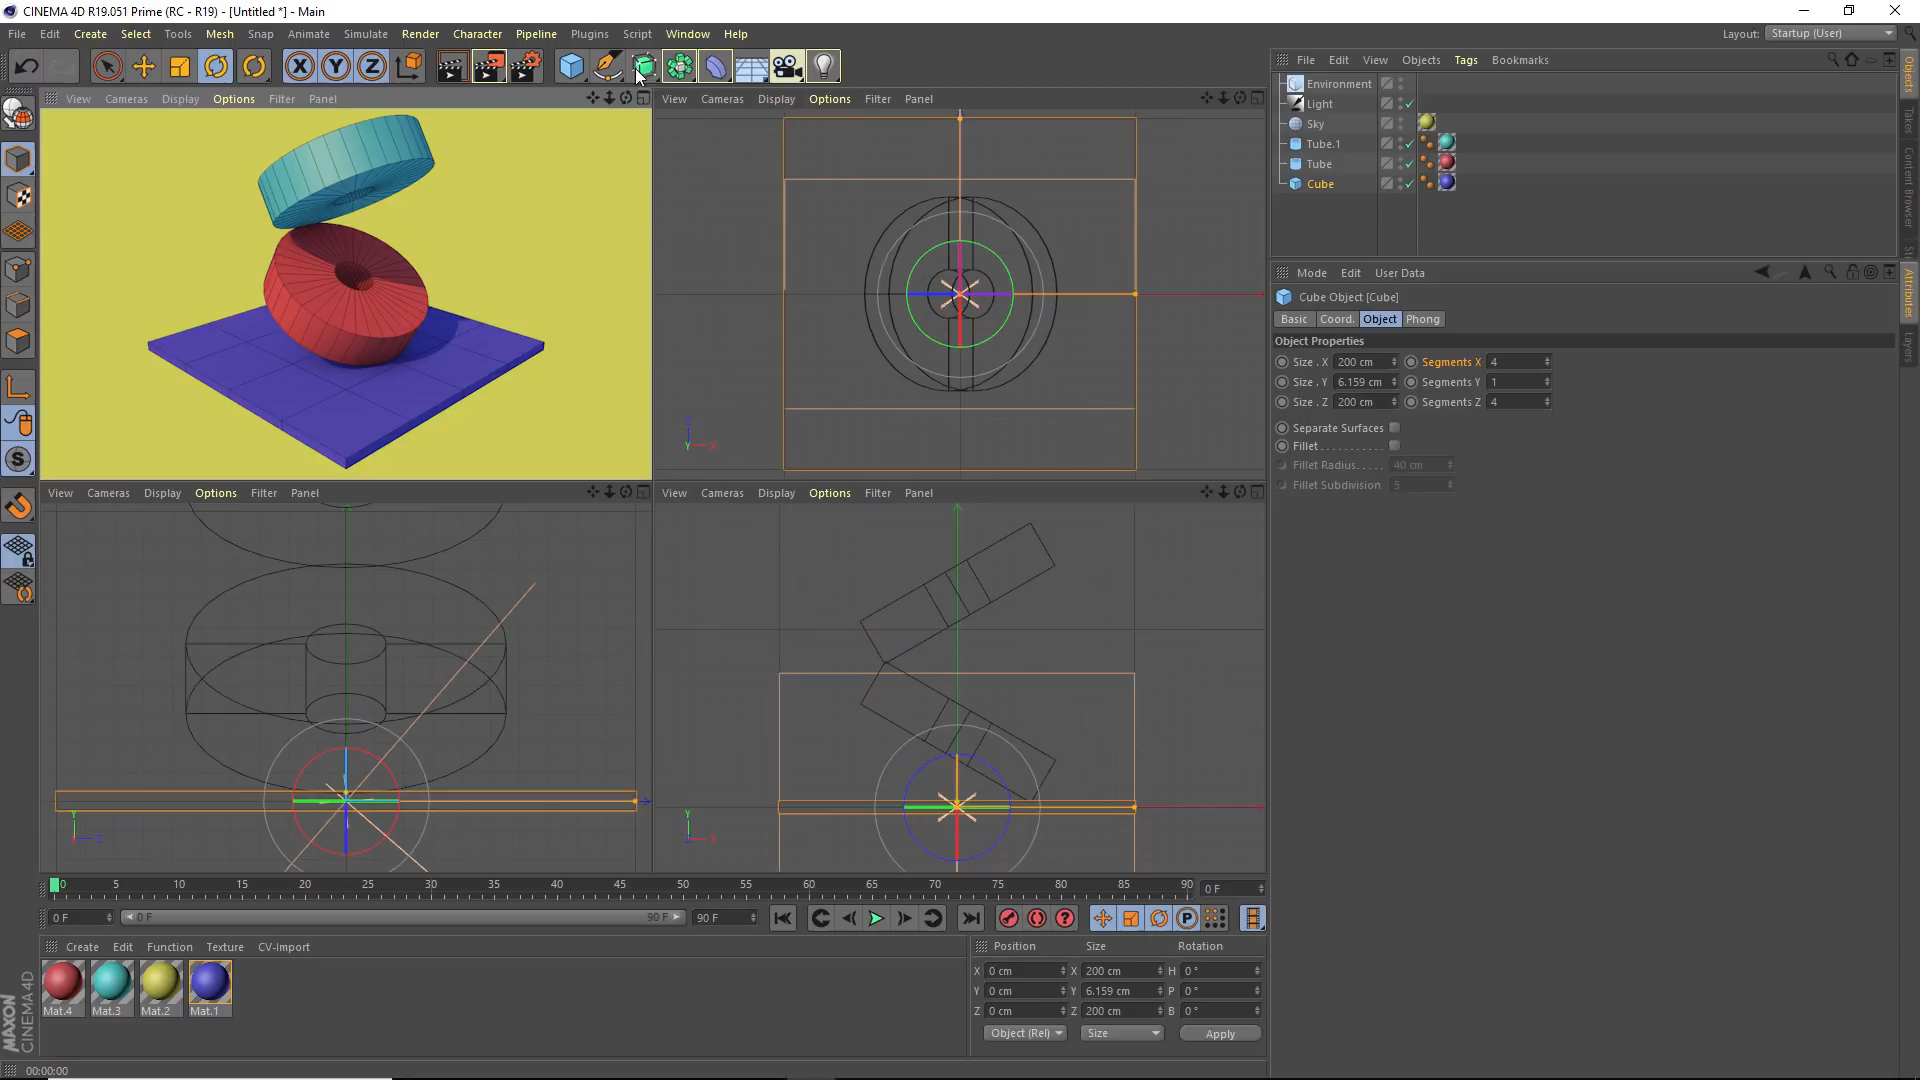 CINEMA 4D R19.051 Prime (RC - R19) - [Untitled *] - Main
File Edit Create Select Tools Mesh Snap Animate Simulate Render Character Pipeline Plugins Script Window Help
Layout: Startup (User)
X Y Z
File Edit View Objects Tags Bookmarks
View Cameras Display Options Filter Panel
View Cameras Display Options Filter Panel
Environment
Light
Sky
Tube.1
Tube
Cube
Objects
Takes
Content Browser
Attributes
Layers
Mode Edit User Data
Cube Object [Cube]
Basic Coord. Object Phong
Object Properties
Size . X 200 cm Segments X 4
Size . Y 6.159 cm Segments Y 1
Size . Z 200 cm Segments Z 4
Separate Surfaces
Fillet . . . . . . . . . . .
Fillet Radius. . . . . 40 cm
Fillet Subdivision 5
Z
Y X
View Cameras Display Options Filter Panel
View Cameras Display Options Filter Panel
Y
Z
Y
X
0 5 10 15 20 25 30 35 40 45 50 55 60 65 70 75 80 85 90 0 F
0 F 0 F 90 F 90 F
Create Edit Function Texture CV-Import
Mat.4 Mat.3 Mat.2 Mat.1
Position Size Rotation
X 0 cm X 200 cm H 0 °
Y 0 cm Y 6.159 cm P 0 °
Z 0 cm Z 200 cm B 0 °
Object (Rel) Size Apply
MAXON
CINEMA 4D
00:00:00